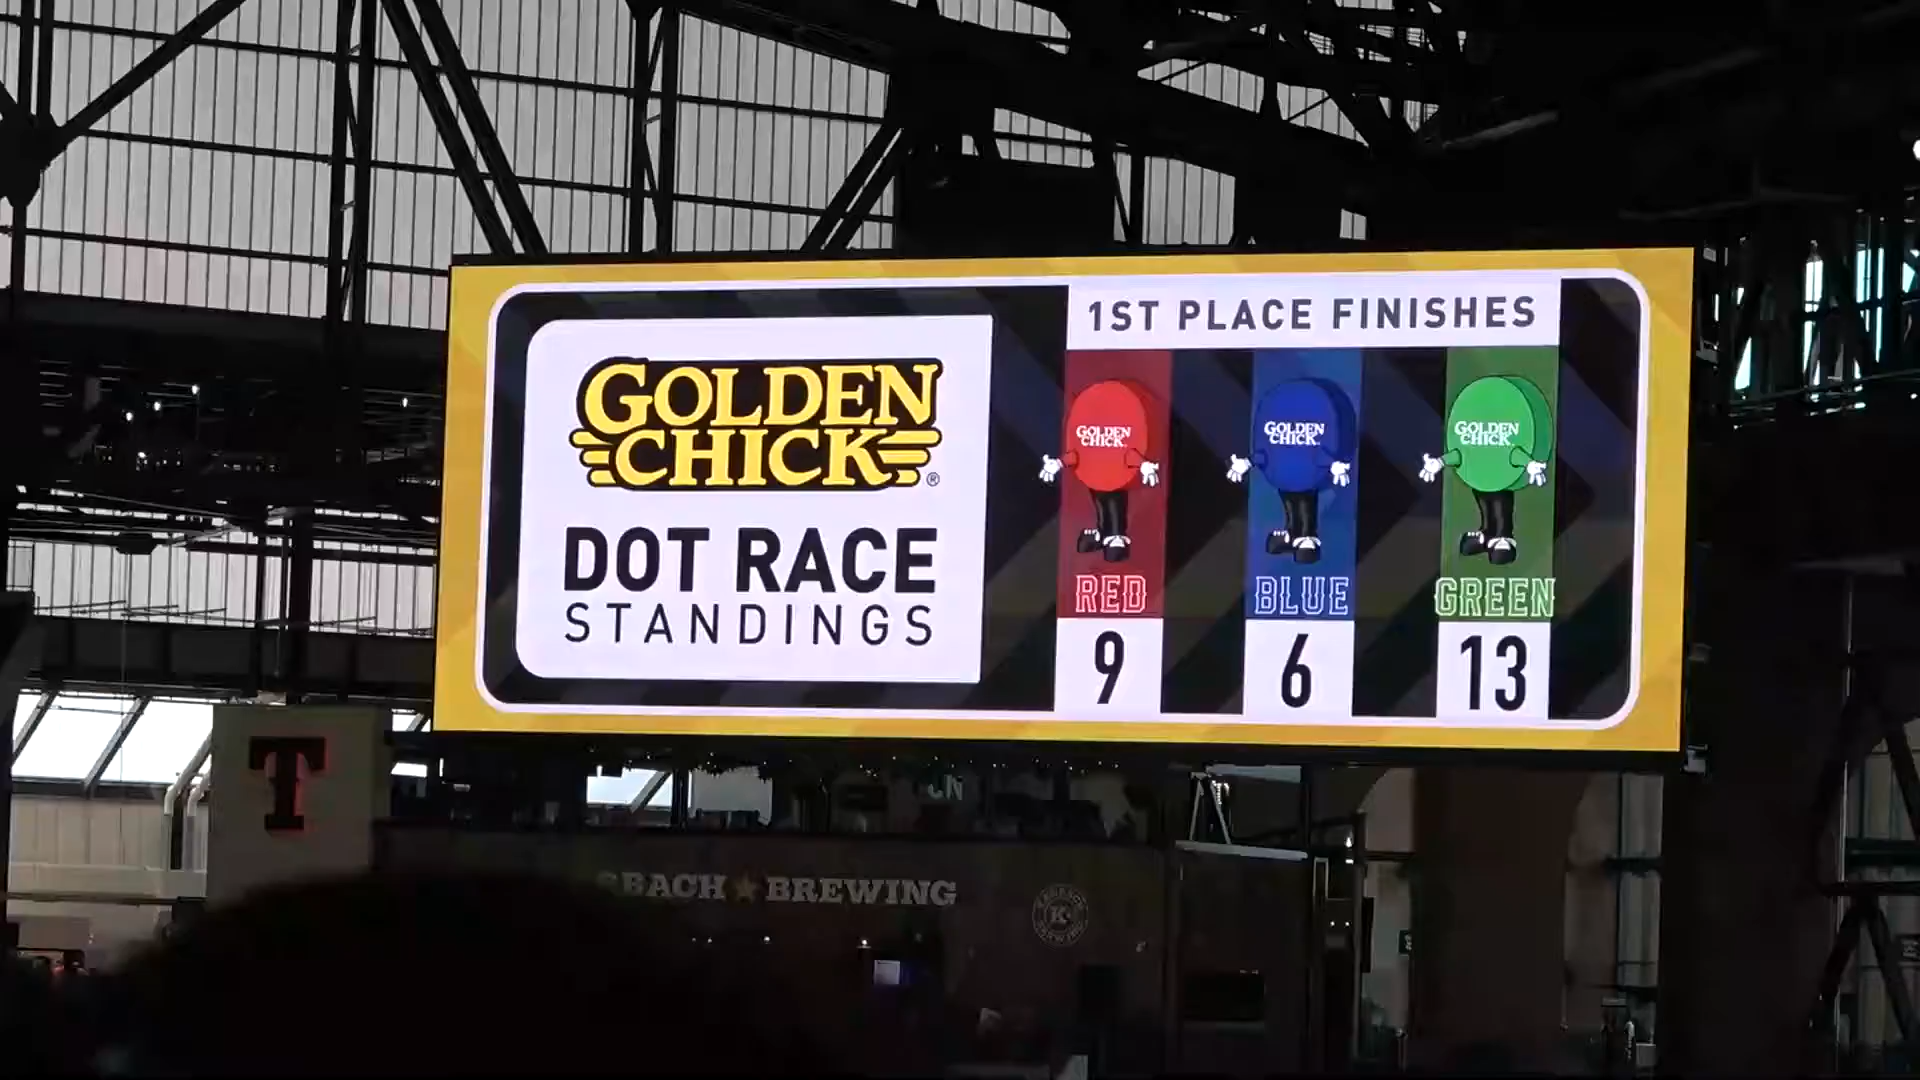 GOLDEN
CHICK®
DOT RACE
STANDINGS
1ST PLACE FINISHES
GOLDEN
CHICK
GOLDEN
CHICK
GOLDEN
CHICK
RED
BLUE
GREEN
9
6
13
T
BACH ★ BREWING
K